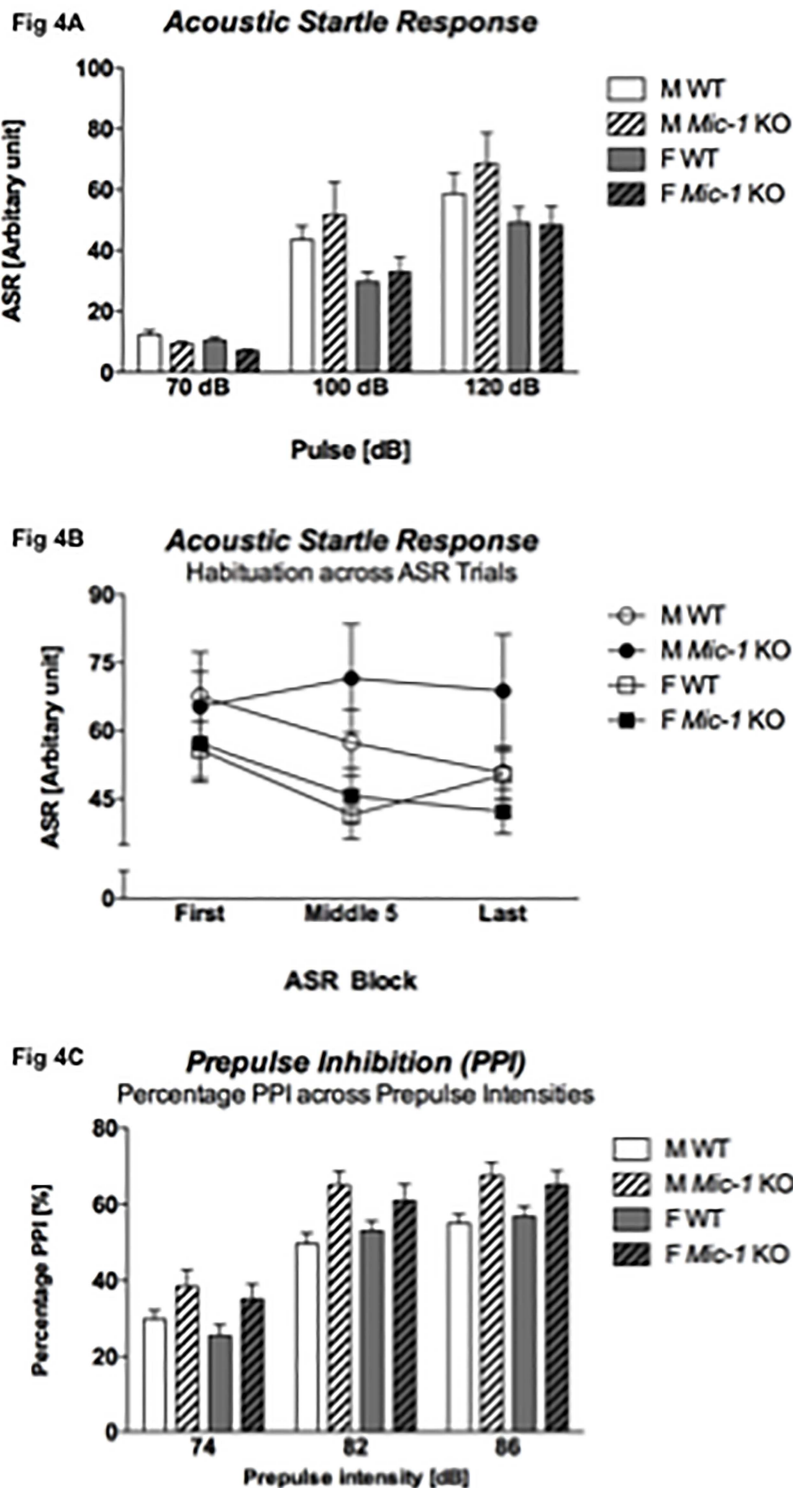 Fig 4A
Acoustic Startle Response
100
80
60
40
20
0
ASR [Arbitary unit]
70 dB 100 dB 120 dB
Pulse [dB]
M WT
M Mic-1 KO
F WT
F Mic-1 KO
Fig 4B
Acoustic Startle Response
Habituation across ASR Trials
90
75
60
45
0
ASR [Arbitary unit]
First Middle 5 Last
ASR Block
M WT
M Mic-1 KO
F WT
F Mic-1 KO
Fig 4C
Prepulse Inhibition (PPI)
Percentage PPI across Prepulse Intensities
80
60
40
20
0
Percentage PPI [%]
74 82 86
Prepulse intensity [dB]
M WT
M Mic-1 KO
F WT
F Mic-1 KO